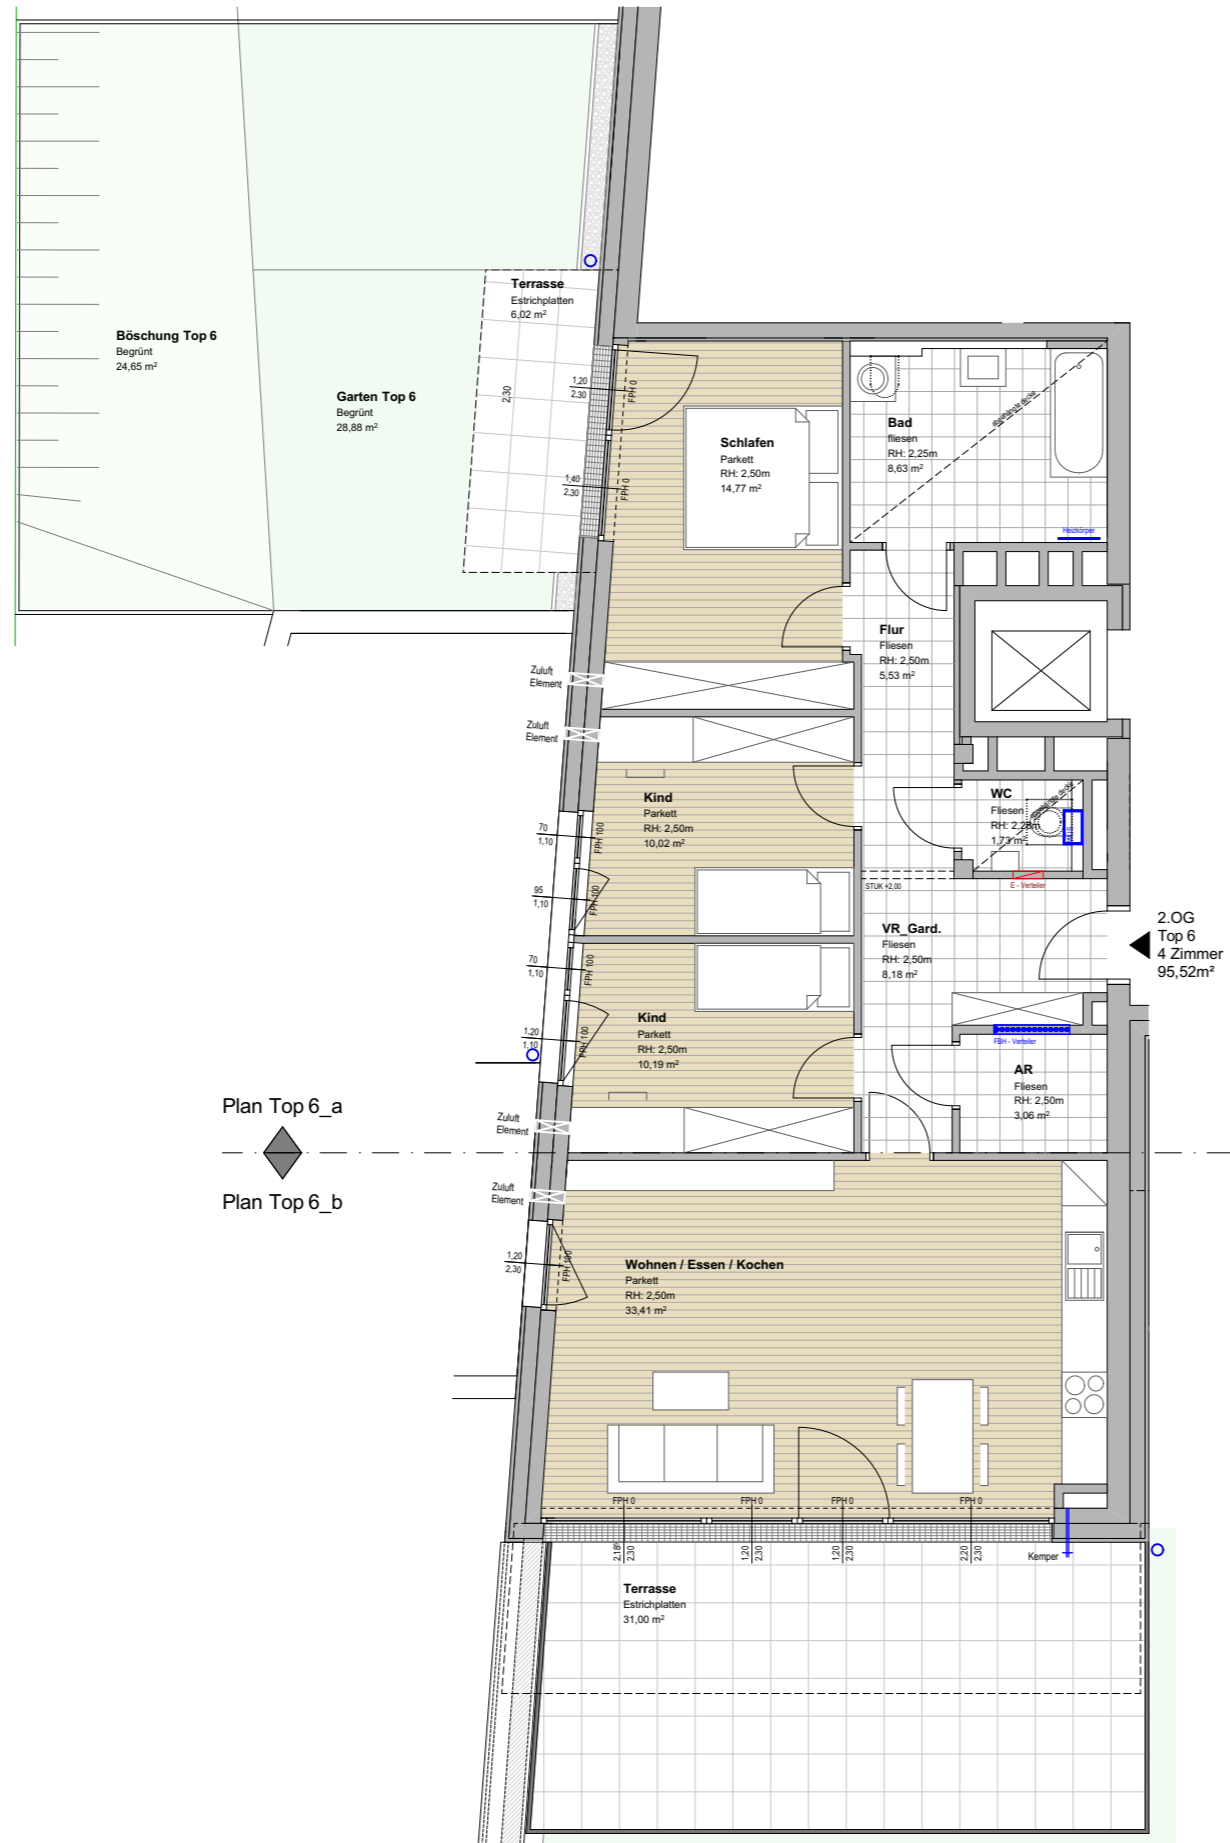 Terrasse
Estrichplatten
6,02 m²
2,30
Böschung Top 6
Begrünt
24,65 m²
Garten Top 6
Begrünt
28,88 m²
1,20
2,30
FPH 0
1,40
2,30
FPH 0
Schlafen
Parkett
RH: 2,50m
14,77 m²
Bad
fliesen
RH: 2,25m
8,63 m²
Heizkörper
Flur
Fliesen
RH: 2,50m
5,53 m²
Zuluft
Element
Zuluft
Element
Kind
Parkett
RH: 2,50m
10,02 m²
70
1,10
FPH 100
95
1,10
FPH 100
WC
Fliesen
1,73 m²
E - Verteiler
STUK +2,00
VR_Gard.
Fliesen
RH: 2,50m
8,18 m²
2.OG
Top 6
4 Zimmer
95,52m²
70
1,10
FPH 100
1,20
1,10
FPH 100
Kind
Parkett
RH: 2,50m
10,19 m²
FBH - Verteiler
AR
Fliesen
RH: 2,50m
3,06 m²
Zuluft
Element
Plan Top 6_a
Plan Top 6_b
Zuluft
Element
1,20
2,30
FPH 100
Wohnen / Essen / Kochen
Parkett
RH: 2,50m
33,41 m²
FPH 0
FPH 0
FPH 0
FPH 0
2,18⁵
2,30
1,20
2,30
1,20
2,30
2,20
2,30
Kemper
Terrasse
Estrichplatten
31,00 m²